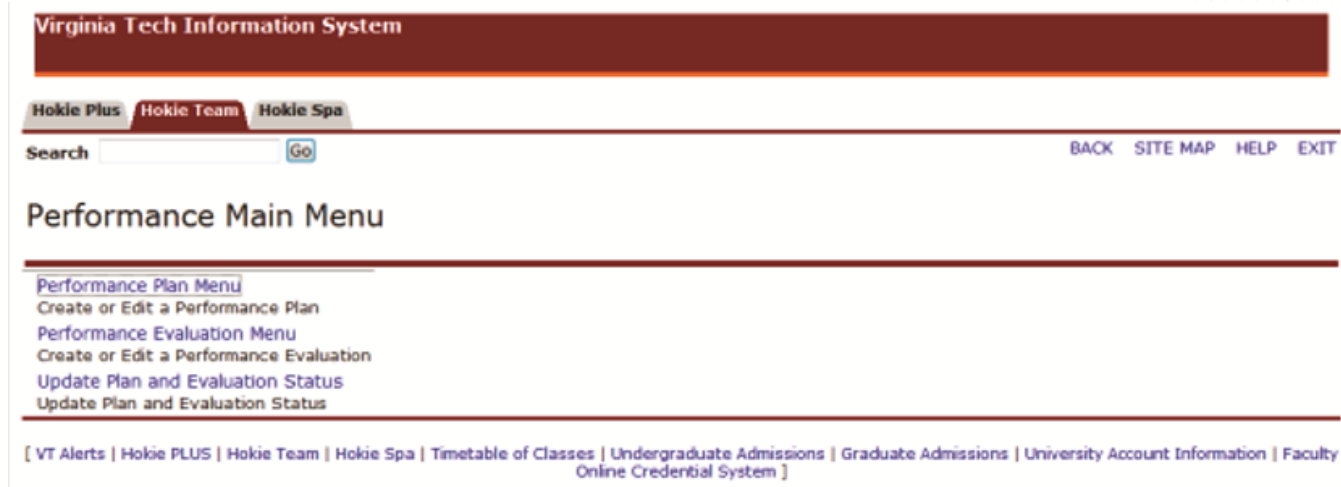 Virginia Tech Information System
Hokie Plus Hokie Team Hokie Spa
Search Go BACK SITE MAP HELP EXIT
Performance Main Menu
Performance Plan Menu
Create or Edit a Performance Plan
Performance Evaluation Menu
Create or Edit a Performance Evaluation
Update Plan and Evaluation Status
Update Plan and Evaluation Status
[ VT Alerts | Hokie PLUS | Hokie Team | Hokie Spa | Timetable of Classes | Undergraduate Admissions | Graduate Admissions | University Account Information | Faculty
Online Credential System ]